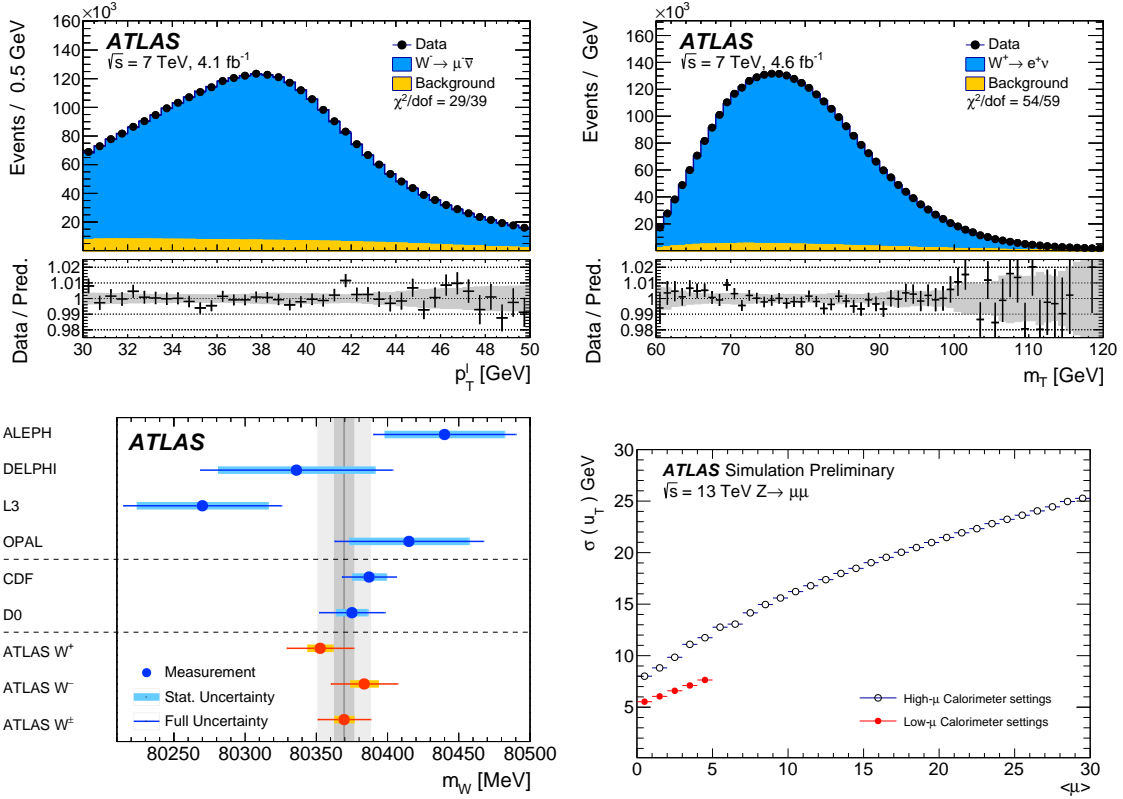 ×10³
160
140
120
100
80
60
40
20
Events / 0.5 GeV
ATLAS
√s = 7 TeV, 4.1 fb⁻¹
Data
W⁻→ μ⁻ν̄
Background
χ²/dof = 29/39
1.02
1.01
1
0.99
0.98
Data / Pred.
30 32 34 36 38 40 42 44 46 48 50
p_T^l [GeV]
×10³
160
140
120
100
80
60
40
20
Events / GeV
ATLAS
√s = 7 TeV, 4.6 fb⁻¹
Data
W⁺→ e⁺ν
Background
χ²/dof = 54/59
1.02
1.01
1
0.99
0.98
Data / Pred.
60 70 80 90 100 110 120
m_T [GeV]
ATLAS
ALEPH
DELPHI
L3
OPAL
CDF
D0
ATLAS W⁺
ATLAS W⁻
ATLAS W±
Measurement
Stat. Uncertainty
Full Uncertainty
80250 80300 80350 80400 80450 80500
m_W [MeV]
30
25
20
15
10
5
0
σ ( u_T ) GeV
ATLAS Simulation Preliminary
√s = 13 TeV Z→ μμ
High-μ Calorimeter settings
Low-μ Calorimeter settings
0 5 10 15 20 25 30
<μ>